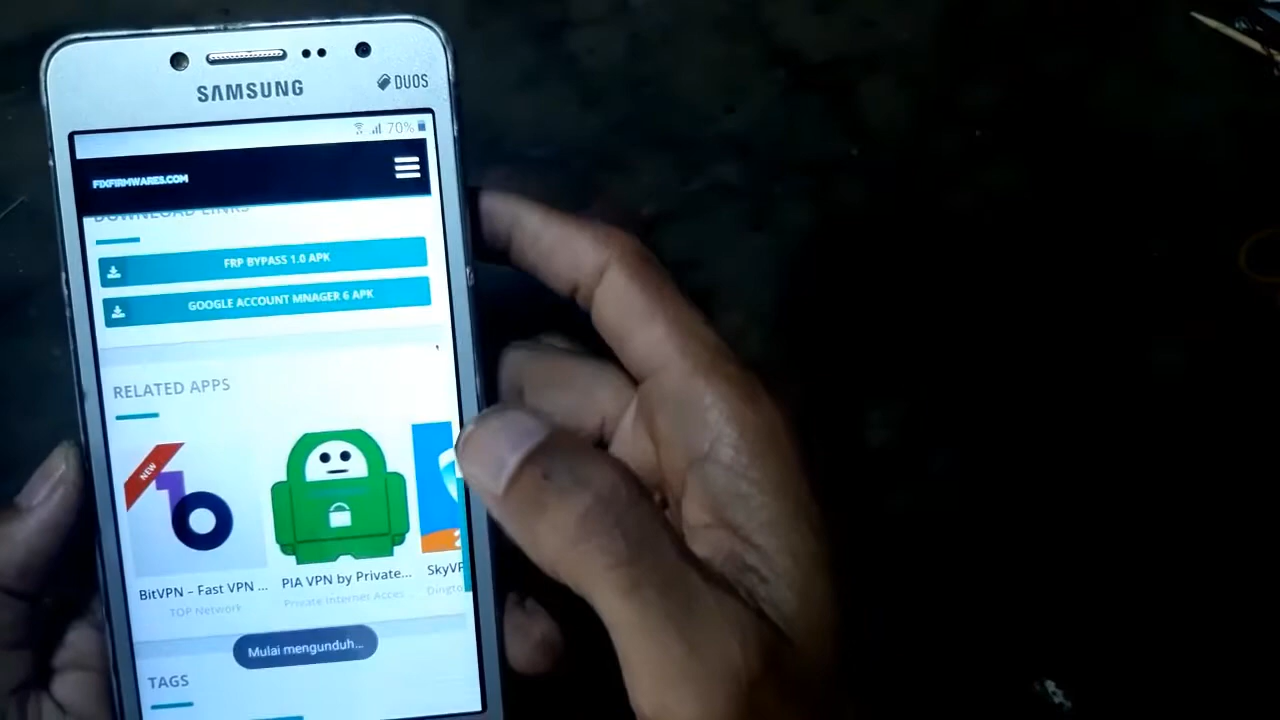 SAMSUNG
DUOS
70%
FIXFIRMWARES.COM
DOWNLOAD LINKS
FRP BYPASS 1.0 APK
GOOGLE ACCOUNT MNAGER 6 APK
RELATED APPS
NEW
BitVPN – Fast VPN ...
PIA VPN by Private...
SkyVP
TOP Network
Private Internet Acces...
Dingto
Mulai mengunduh...
TAGS